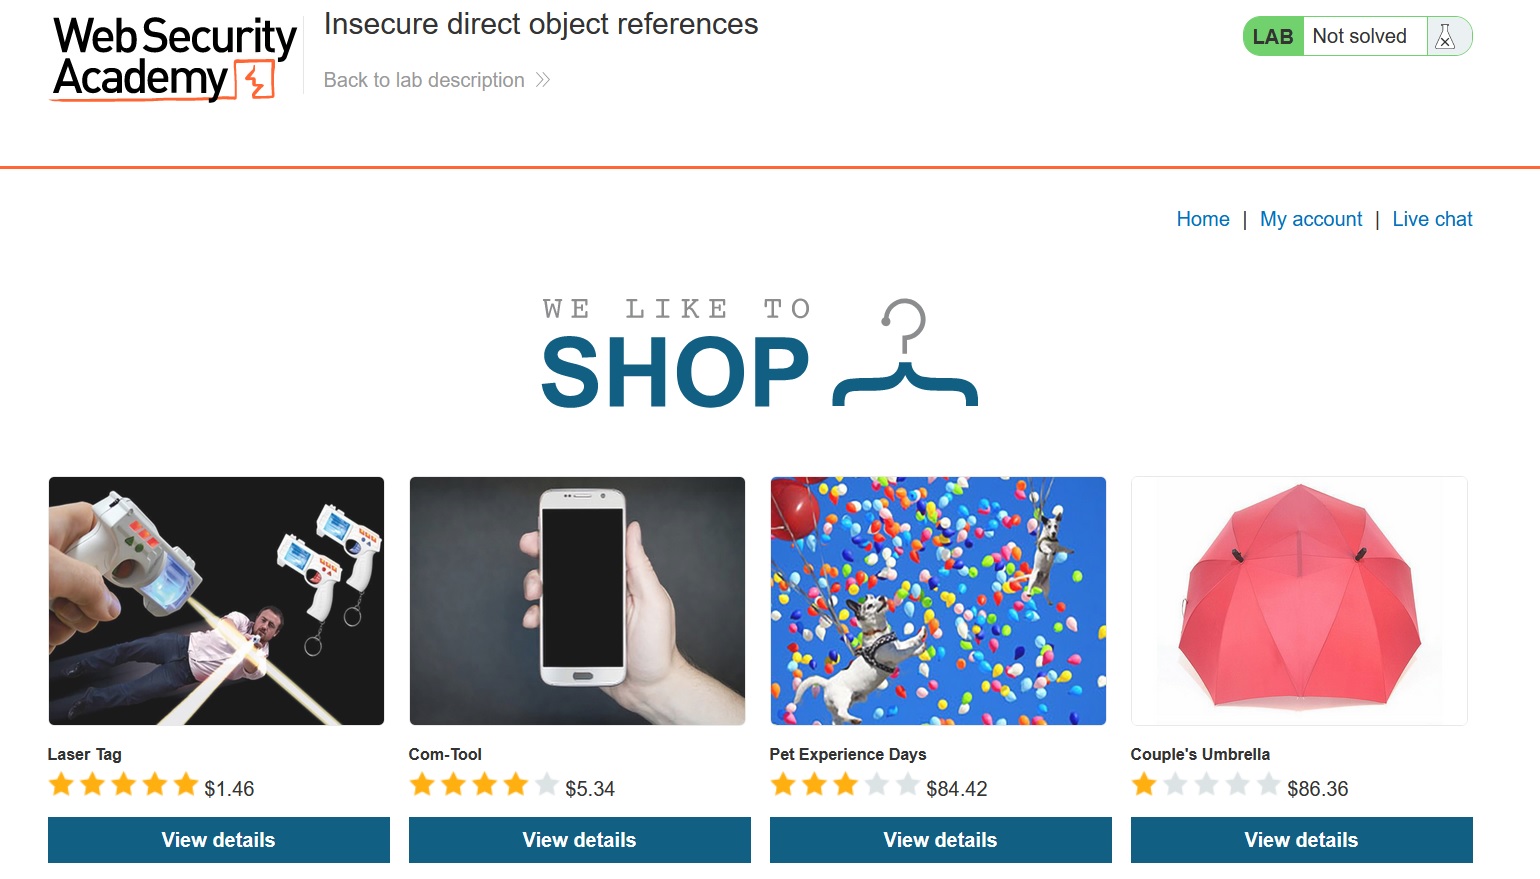 Web Security
Academy
Insecure direct object references
Back to lab description
LAB Not solved
Home | My account | Live chat
WE LIKE TO
SHOP
Laser Tag
$1.46
View details
Com-Tool
$5.34
View details
Pet Experience Days
$84.42
View details
Couple's Umbrella
$86.36
View details